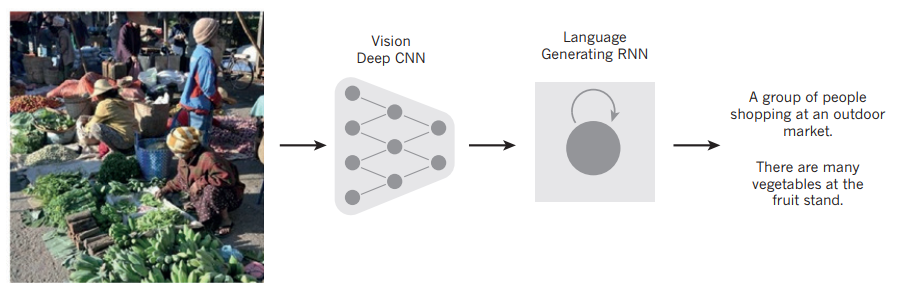 Vision
Deep CNN
Language
Generating RNN
A group of people
shopping at an outdoor
market.
There are many
vegetables at the
fruit stand.